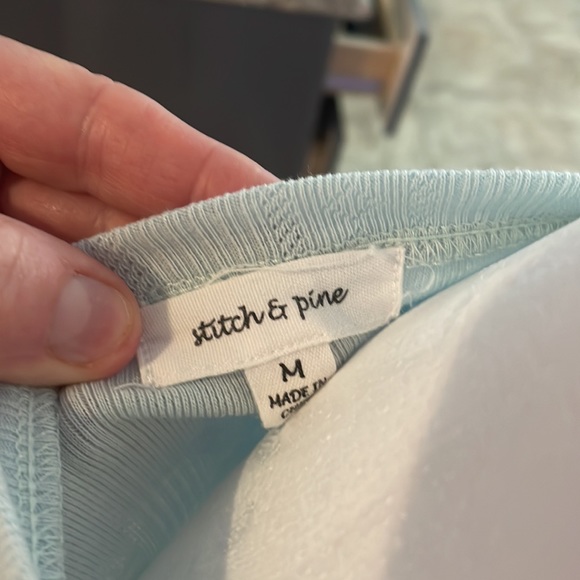 stitch & pine
M
MADE IN